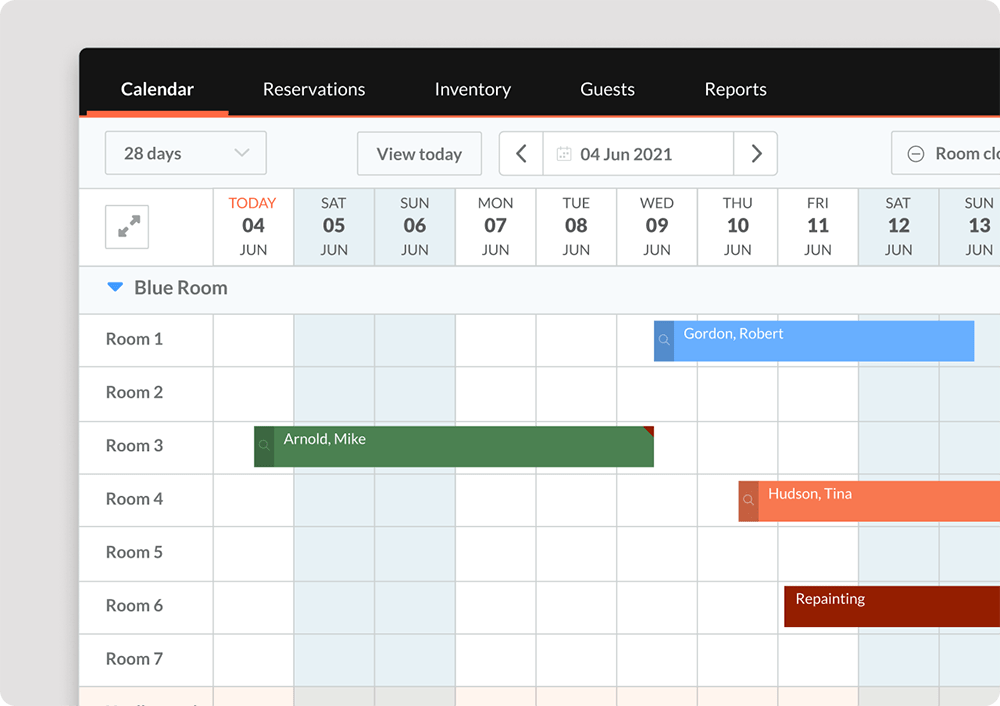 Calendar Reservations Inventory Guests Reports
28 days View today 04 Jun 2021 Room
TODAY SAT SUN MON TUE WED THU FRI SAT SUN
04 05 06 07 08 09 10 11 12 13
JUN JUN JUN JUN JUN JUN JUN JUN JUN JUN
Blue Room
Room 1 Gordon, Robert
Room 2
Room 3 Arnold, Mike
Room 4 Hudson, Tina
Room 5
Room 6 Repainting
Room 7